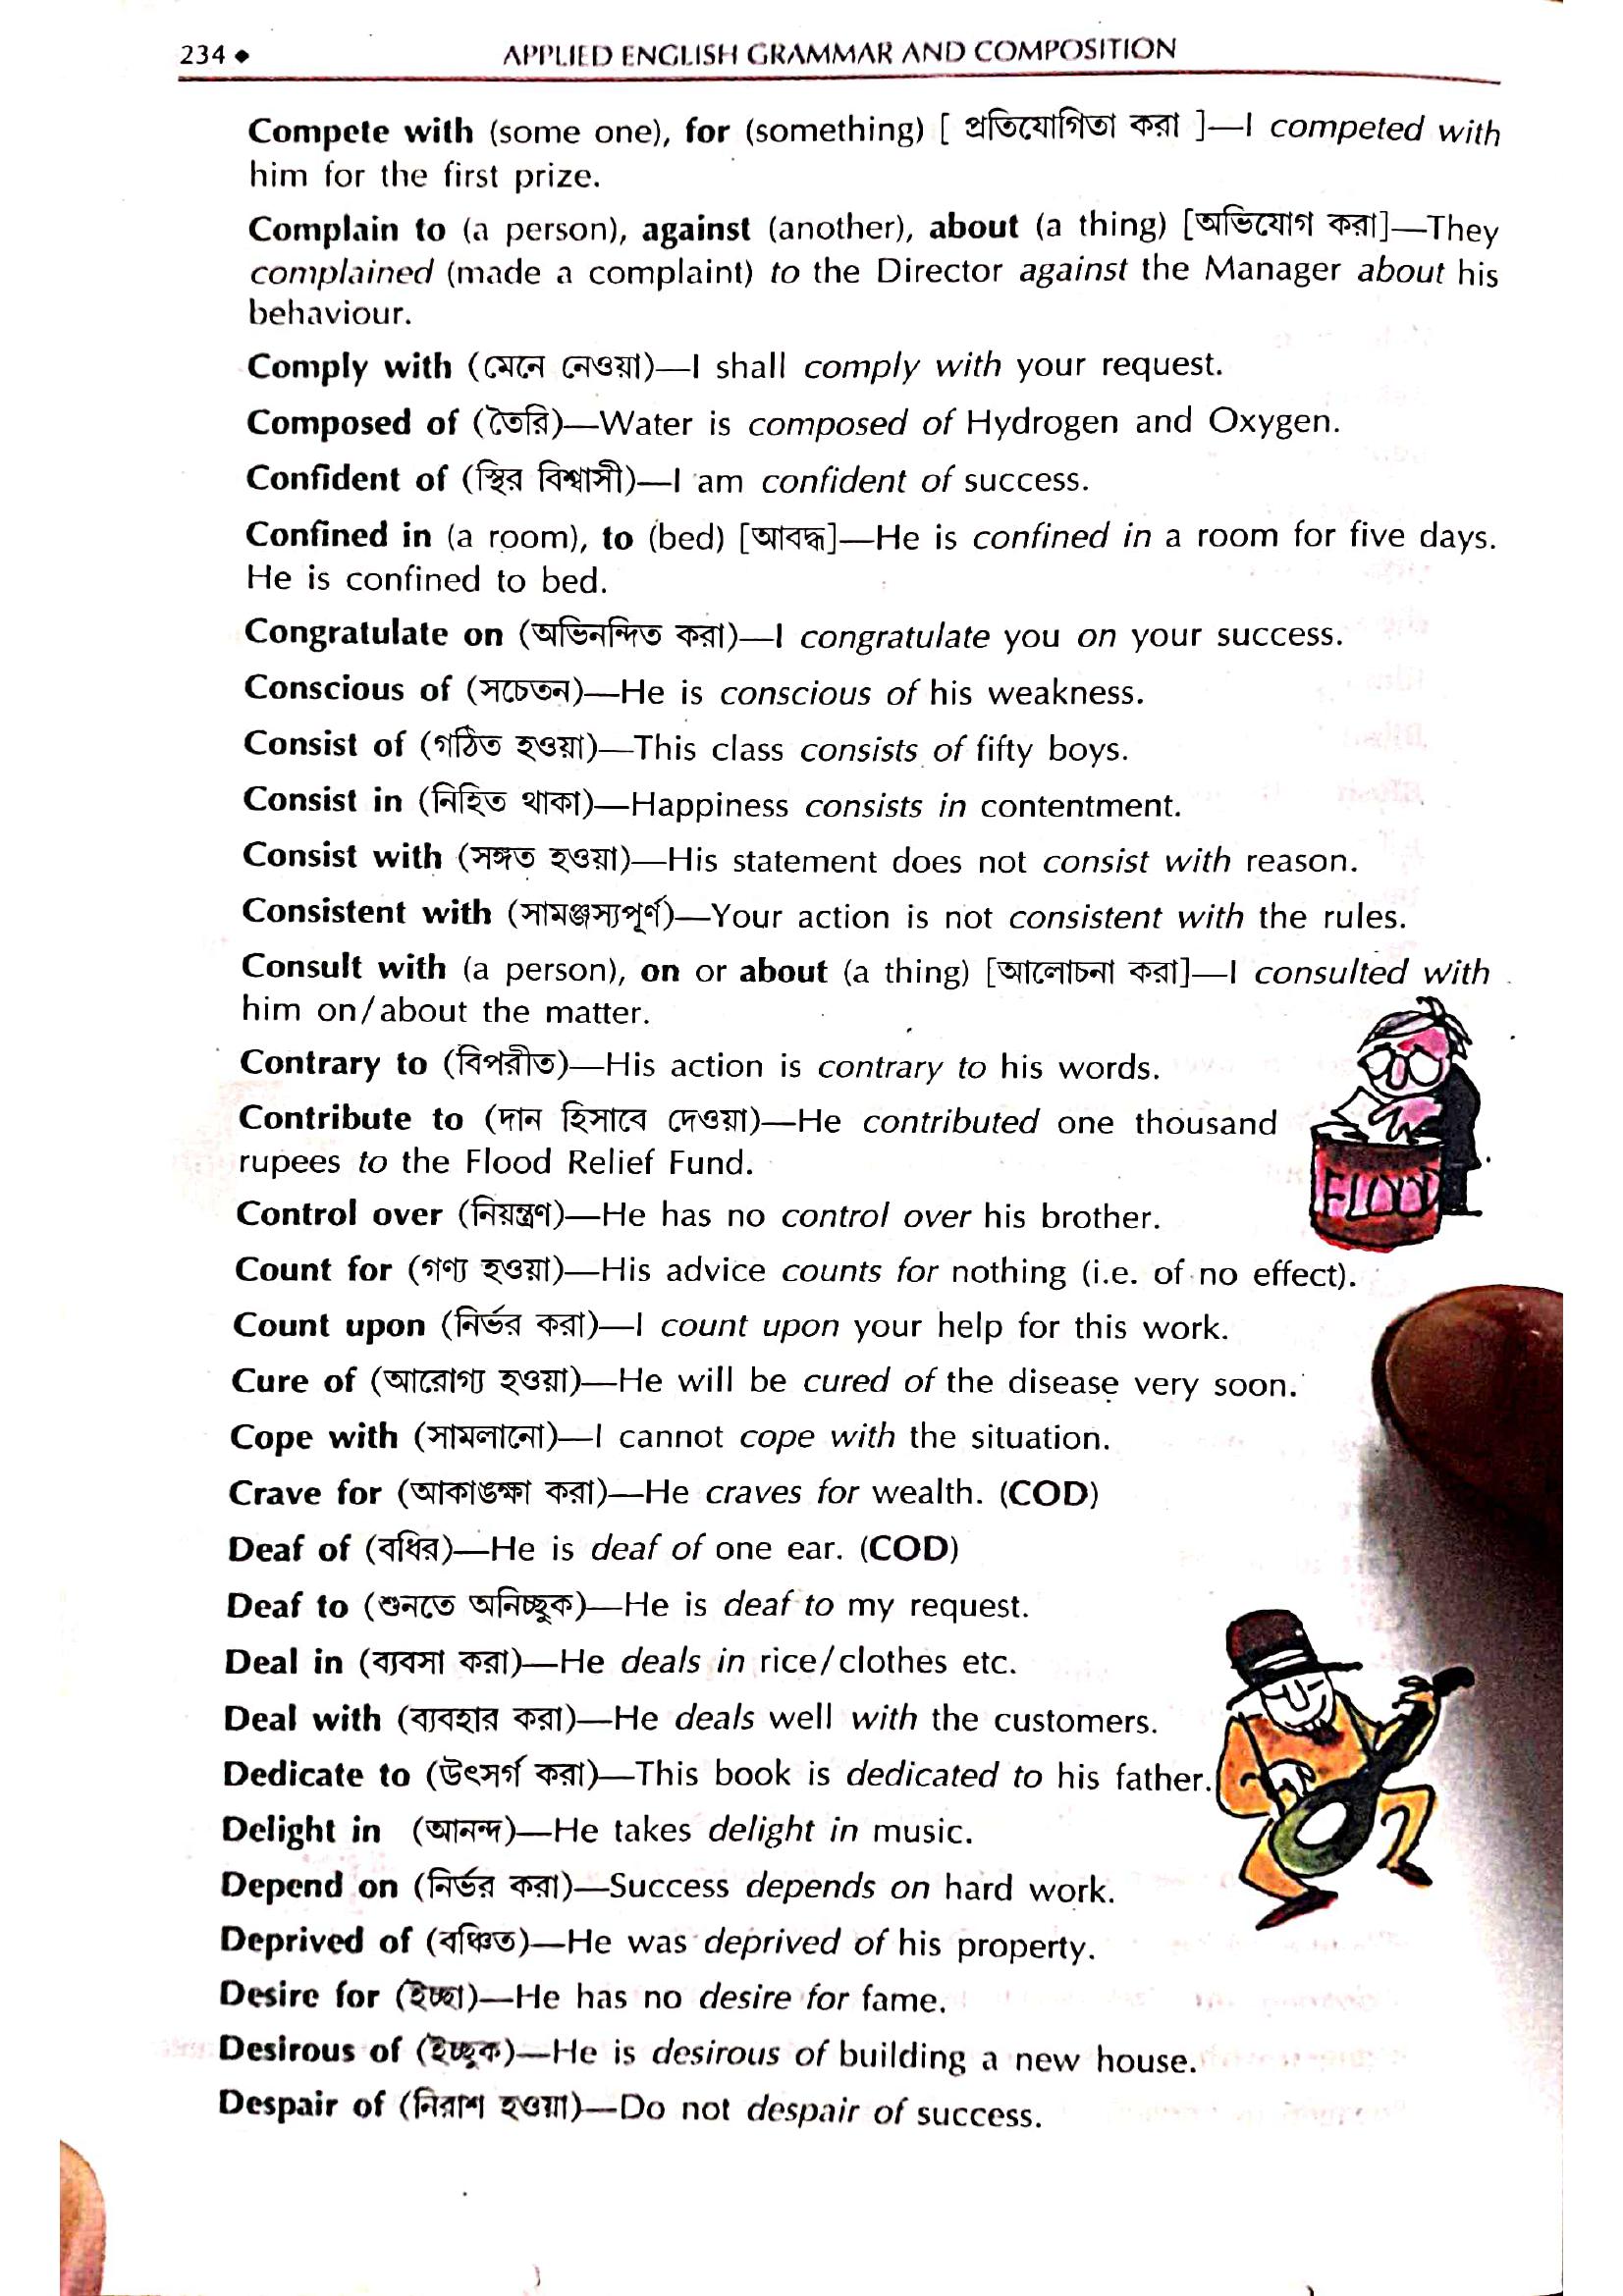 234 ◆ APPLIED ENGLISH GRAMMAR AND COMPOSITION
Compete with (some one), for (something) [ প্রতিযোগিতা করা ]—I competed with
him for the first prize.
Complain to (a person), against (another), about (a thing) [অভিযোগ করা]—They
complained (made a complaint) to the Director against the Manager about his
behaviour.
Comply with (মেনে নেওয়া)—I shall comply with your request.
Composed of (তৈরি)—Water is composed of Hydrogen and Oxygen.
Confident of (স্থির বিশ্বাসী)—I am confident of success.
Confined in (a room), to (bed) [আবদ্ধ]—He is confined in a room for five days.
He is confined to bed.
Congratulate on (অভিনন্দিত করা)—I congratulate you on your success.
Conscious of (সচেতন)—He is conscious of his weakness.
Consist of (গঠিত হওয়া)—This class consists of fifty boys.
Consist in (নিহিত থাকা)—Happiness consists in contentment.
Consist with (সঙ্গত হওয়া)—His statement does not consist with reason.
Consistent with (সামঞ্জস্যপূর্ণ)—Your action is not consistent with the rules.
Consult with (a person), on or about (a thing) [আলোচনা করা]—I consulted with
him on/about the matter.
Contrary to (বিপরীত)—His action is contrary to his words.
Contribute to (দান হিসাবে দেওয়া)—He contributed one thousand
rupees to the Flood Relief Fund.
FLOOD
Control over (নিয়ন্ত্রণ)—He has no control over his brother.
Count for (গণ্য হওয়া)—His advice counts for nothing (i.e. of no effect).
Count upon (নির্ভর করা)—I count upon your help for this work.
Cure of (আরোগ্য হওয়া)—He will be cured of the disease very soon.
Cope with (সামলানো)—I cannot cope with the situation.
Crave for (আকাঙক্ষা করা)—He craves for wealth. (COD)
Deaf of (বধির)—He is deaf of one ear. (COD)
Deaf to (শুনতে অনিচ্ছুক)—He is deaf to my request.
Deal in (ব্যবসা করা)—He deals in rice/clothes etc.
Deal with (ব্যবহার করা)—He deals well with the customers.
Dedicate to (উৎসর্গ করা)—This book is dedicated to his father.
Delight in (আনন্দ)—He takes delight in music.
Depend on (নির্ভর করা)—Success depends on hard work.
Deprived of (বঞ্চিত)—He was deprived of his property.
Desire for (ইচ্ছা)—He has no desire for fame.
Desirous of (ইচ্ছুক)—He is desirous of building a new house.
Despair of (নিরাশ হওয়া)—Do not despair of success.